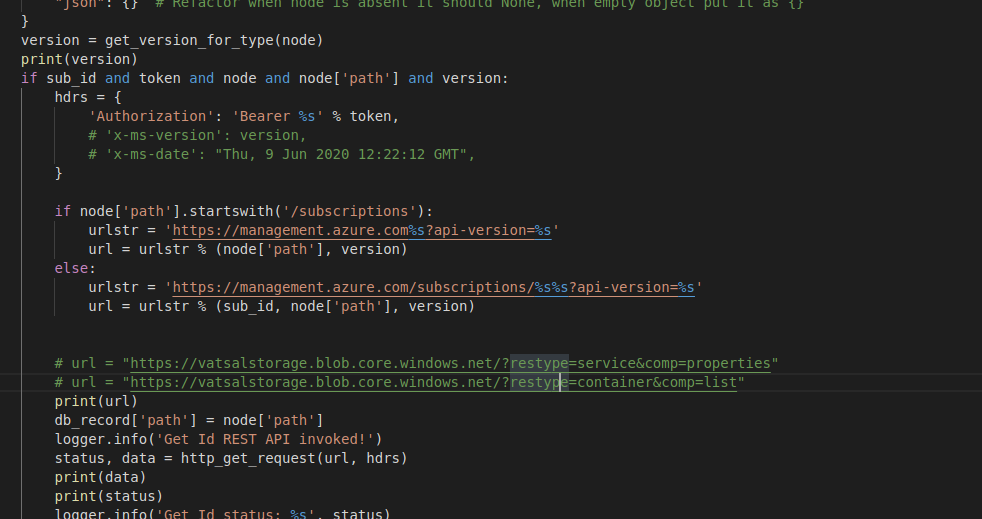 "json": {}  # Refactor when node is absent it should None, when empty object put it as {}
}
version = get_version_for_type(node)
print(version)
if sub_id and token and node and node['path'] and version:
    hdrs = {
        'Authorization': 'Bearer %s' % token,
        # 'x-ms-version': version,
        # 'x-ms-date': "Thu, 9 Jun 2020 12:22:12 GMT",
    }
    if node['path'].startswith('/subscriptions'):
        urlstr = 'https://management.azure.com%s?api-version=%s'
        url = urlstr % (node['path'], version)
    else:
        urlstr = 'https://management.azure.com/subscriptions/%s%s?api-version=%s'
        url = urlstr % (sub_id, node['path'], version)
    # url = "https://vatsalstorage.blob.core.windows.net/?restype=service&comp=properties"
    # url = "https://vatsalstorage.blob.core.windows.net/?restype=container&comp=list"
    print(url)
    db_record['path'] = node['path']
    logger.info('Get Id REST API invoked!')
    status, data = http_get_request(url, hdrs)
    print(data)
    print(status)
    logger.info('Get Id status: %s', status)